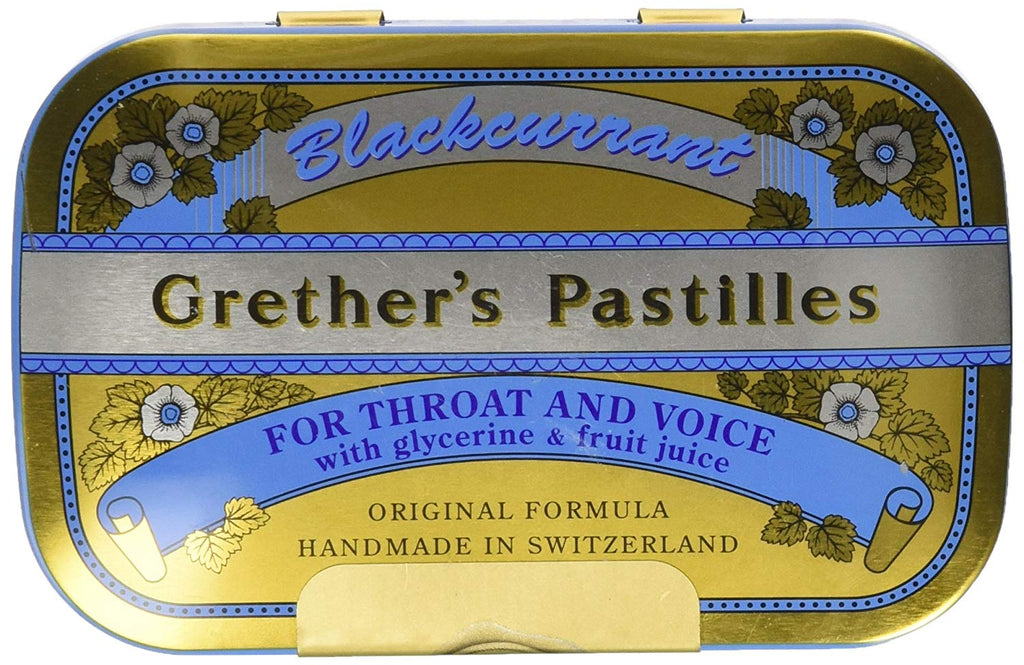 Blackcurrant
Grether's Pastilles
FOR THROAT AND VOICE
with glycerine & fruit juice
ORIGINAL FORMULA
HANDMADE IN SWITZERLAND